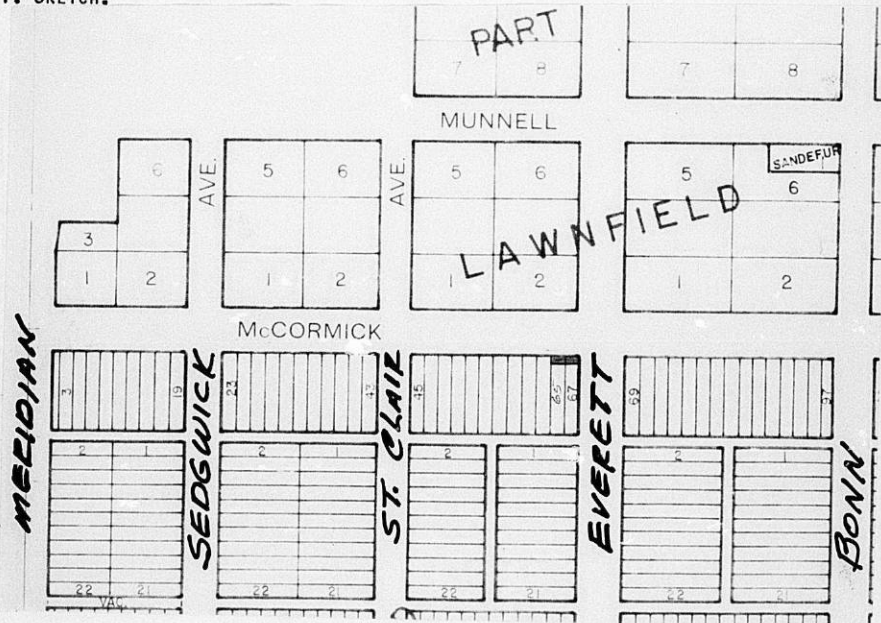 SKETCH.
PART
7 8 7 8
MUNNELL
6 AVE. 5 6 AVE. 5 6 5 SANDEFUR
6
3
LAWNFIELD
1 2 1 2 1 2 1 2
McCORMICK
MERIDIAN 3 19 SEDGWICK 23 43 ST. CLAIR 45 65 67 EVERETT 69 97 BONN
2 1 2 1 2 1 2 1
22 21 22 21 22 21 22 21
VAC.